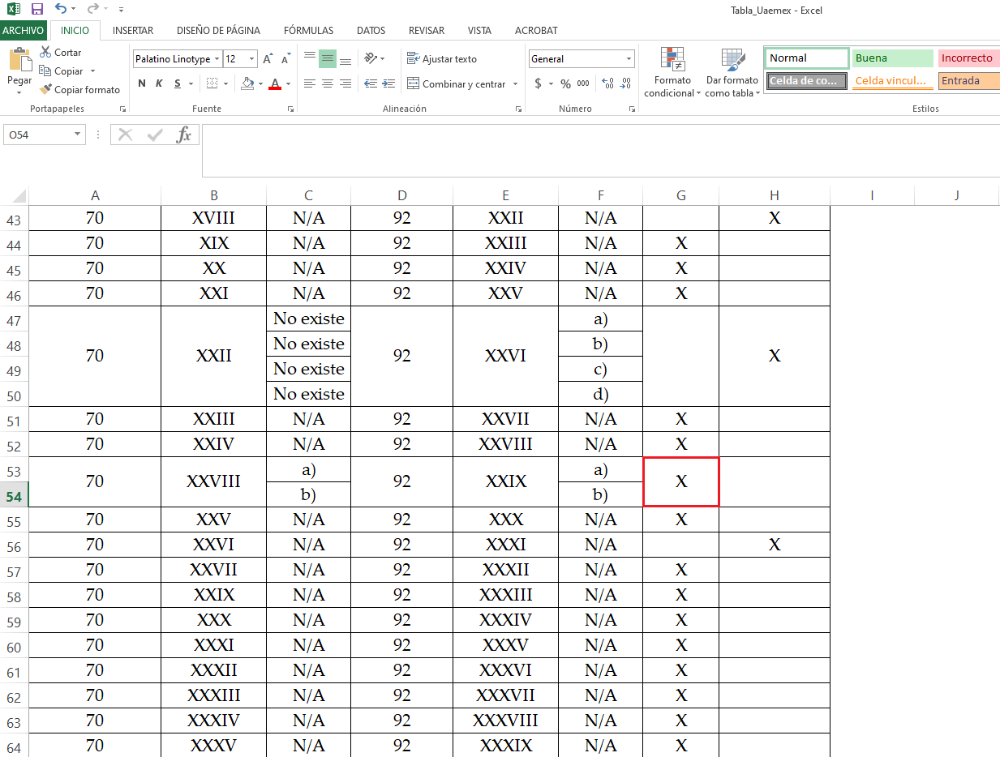 Tabla_Uaemex - Excel
ARCHIVO INICIO INSERTAR DISEÑO DE PÁGINA FÓRMULAS DATOS REVISAR VISTA ACROBAT
Pegar
Cortar
Copiar
Copiar formato
Portapapeles
Palatino Linotype 12
N K S
Fuente
Ajustar texto
Combinar y centrar
Alineación
General
$ % 000
Número
Formato condicional
Dar formato como tabla
Normal Buena Incorrecto
Celda de co... Celda vincul... Entrada
Estilos
O54 fx
A B C D E F G H I J
43 70 XVIII N/A 92 XXII N/A X
44 70 XIX N/A 92 XXIII N/A X
45 70 XX N/A 92 XXIV N/A X
46 70 XXI N/A 92 XXV N/A X
47 No existe a)
48 70 XXII No existe 92 XXVI b) X
49 No existe c)
50 No existe d)
51 70 XXIII N/A 92 XXVII N/A X
52 70 XXIV N/A 92 XXVIII N/A X
53 70 XXVIII a) 92 XXIX a) X
54 b) b)
55 70 XXV N/A 92 XXX N/A X
56 70 XXVI N/A 92 XXXI N/A X
57 70 XXVII N/A 92 XXXII N/A X
58 70 XXIX N/A 92 XXXIII N/A X
59 70 XXX N/A 92 XXXIV N/A X
60 70 XXXI N/A 92 XXXV N/A X
61 70 XXXII N/A 92 XXXVI N/A X
62 70 XXXIII N/A 92 XXXVII N/A X
63 70 XXXIV N/A 92 XXXVIII N/A X
64 70 XXXV N/A 92 XXXIX N/A X